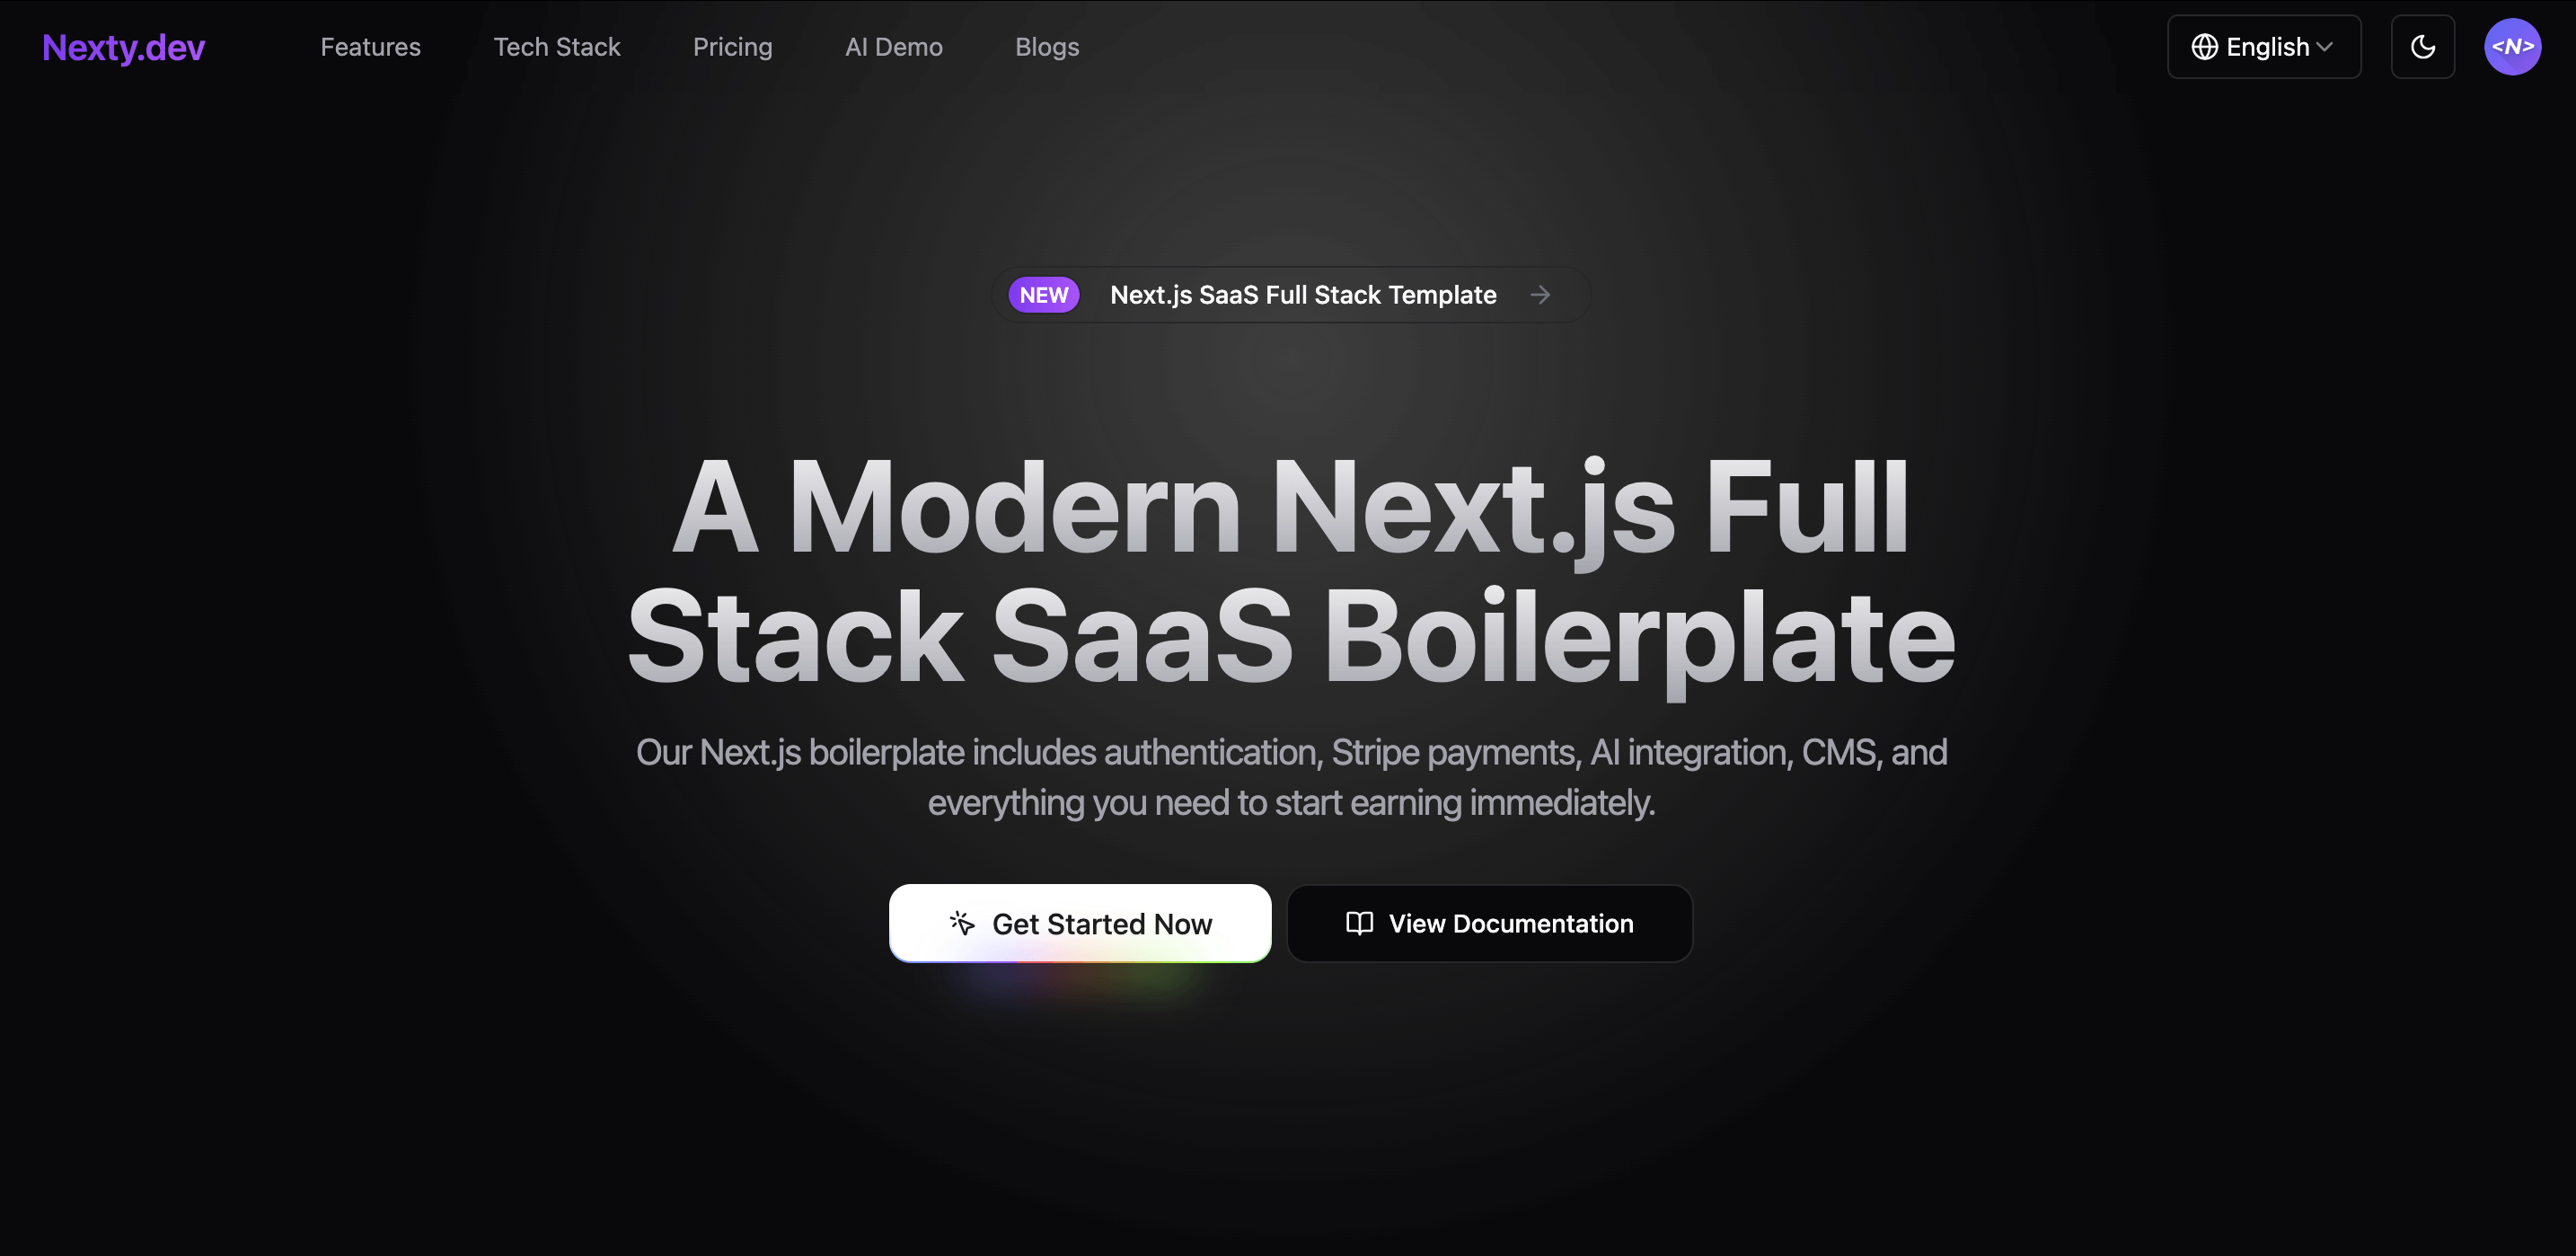 Nexty.dev
Features
Tech Stack
Pricing
AI Demo
Blogs
English
<N>
NEW
Next.js SaaS Full Stack Template
A Modern Next.js Full
Stack SaaS Boilerplate
Our Next.js boilerplate includes authentication, Stripe payments, AI integration, CMS, and
everything you need to start earning immediately.
Get Started Now
View Documentation